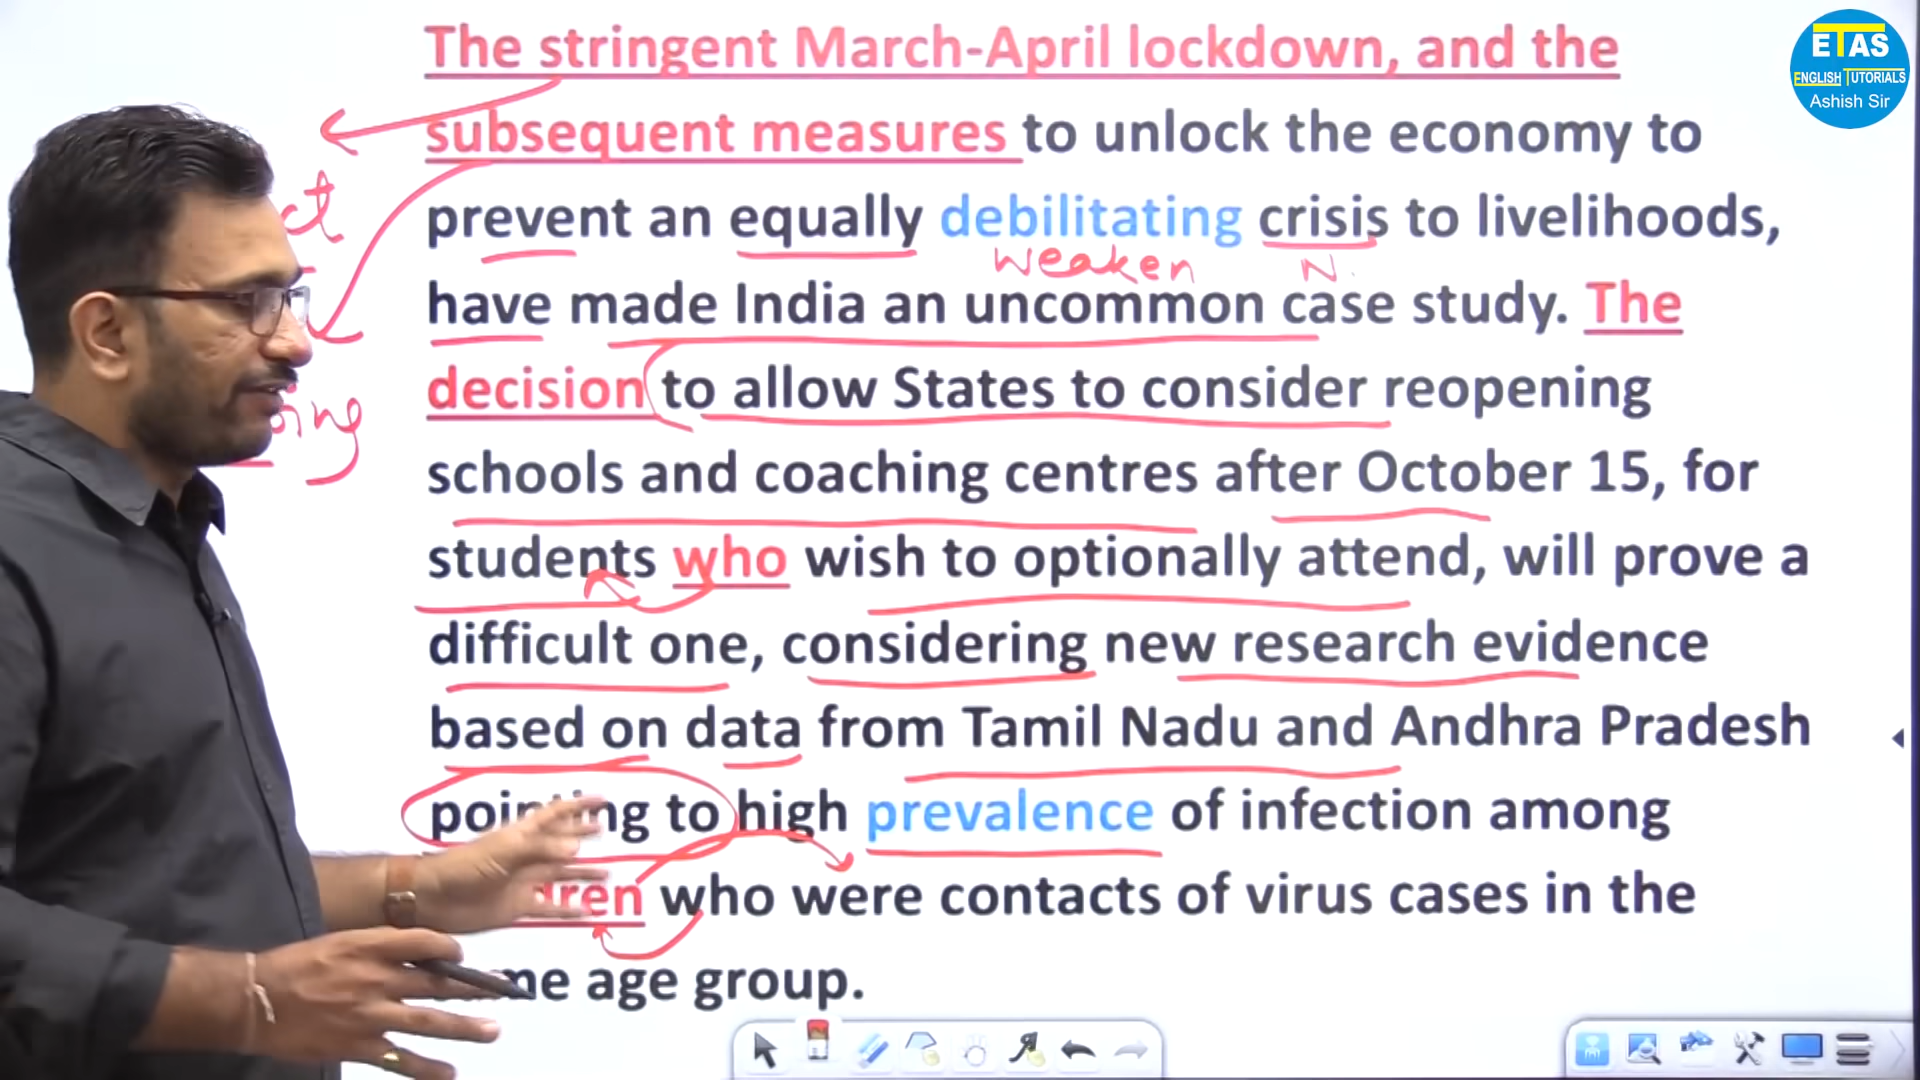 The stringent March-April lockdown, and the
subsequent measures to unlock the economy to
prevent an equally debilitating crisis to livelihoods,
weaken N.
have made India an uncommon case study. The
decision to allow States to consider reopening
schools and coaching centres after October 15, for
students who wish to optionally attend, will prove a
difficult one, considering new research evidence
based on data from Tamil Nadu and Andhra Pradesh
pointing to high prevalence of infection among
who were contacts of virus cases in the
age group.
ETAS
ENGLISH TUTORIALS
Ashish Sir